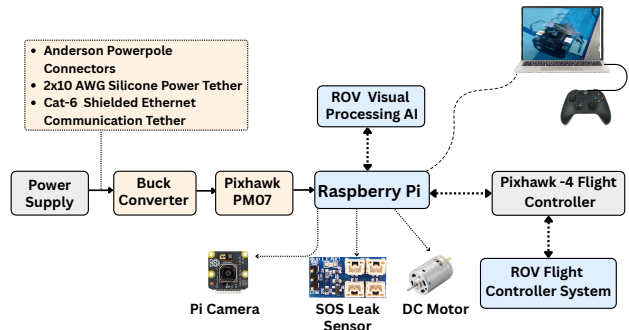 • Anderson Powerpole
Connectors
• 2x10 AWG Silicone Power Tether
• Cat-6 Shielded Ethernet
Communication Tether
ROV Visual
Processing AI
Power
Supply
Buck
Converter
Pixhawk
PM07
Raspberry Pi
Pixhawk -4 Flight
Controller
Pi Camera
SOS Leak
Sensor
DC Motor
ROV Flight
Controller System